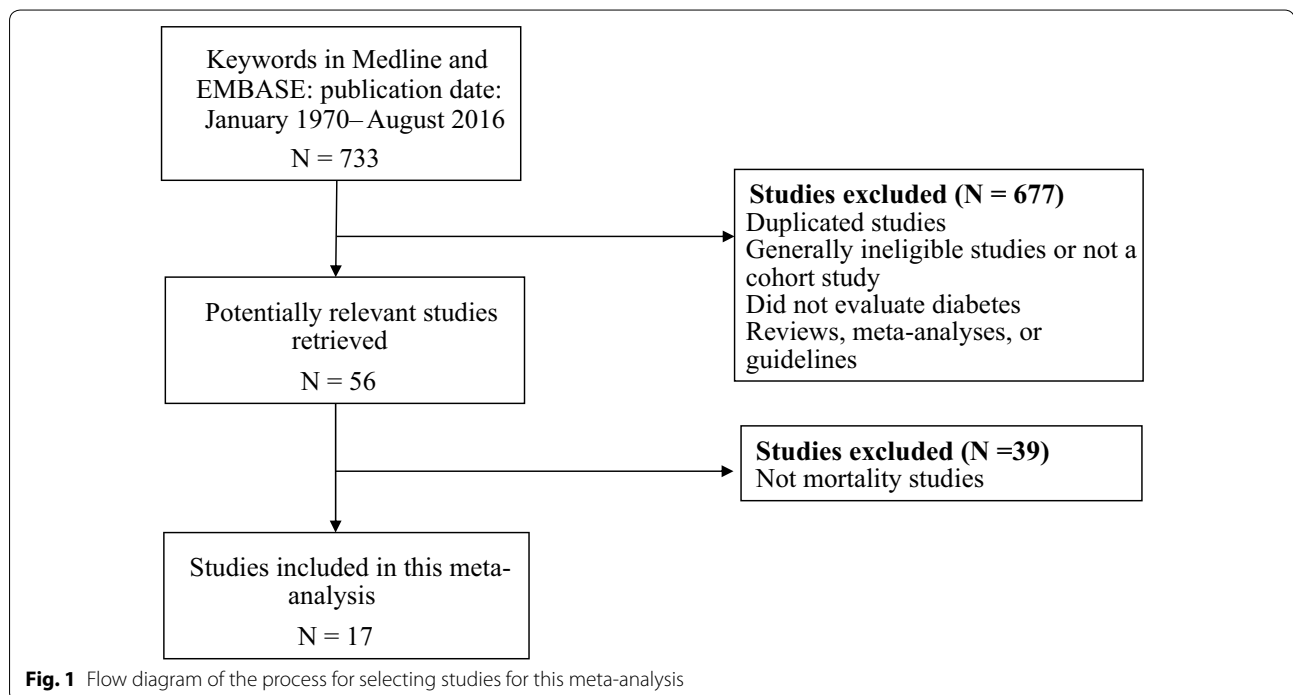 Keywords in Medline and
EMBASE: publication date:
January 1970– August 2016
N = 733
Studies excluded (N = 677)
Duplicated studies
Generally ineligible studies or not a
cohort study
Did not evaluate diabetes
Reviews, meta-analyses, or
guidelines
Potentially relevant studies
retrieved
N = 56
Studies excluded (N =39)
Not mortality studies
Studies included in this meta-
analysis
N = 17
Fig. 1 Flow diagram of the process for selecting studies for this meta-analysis